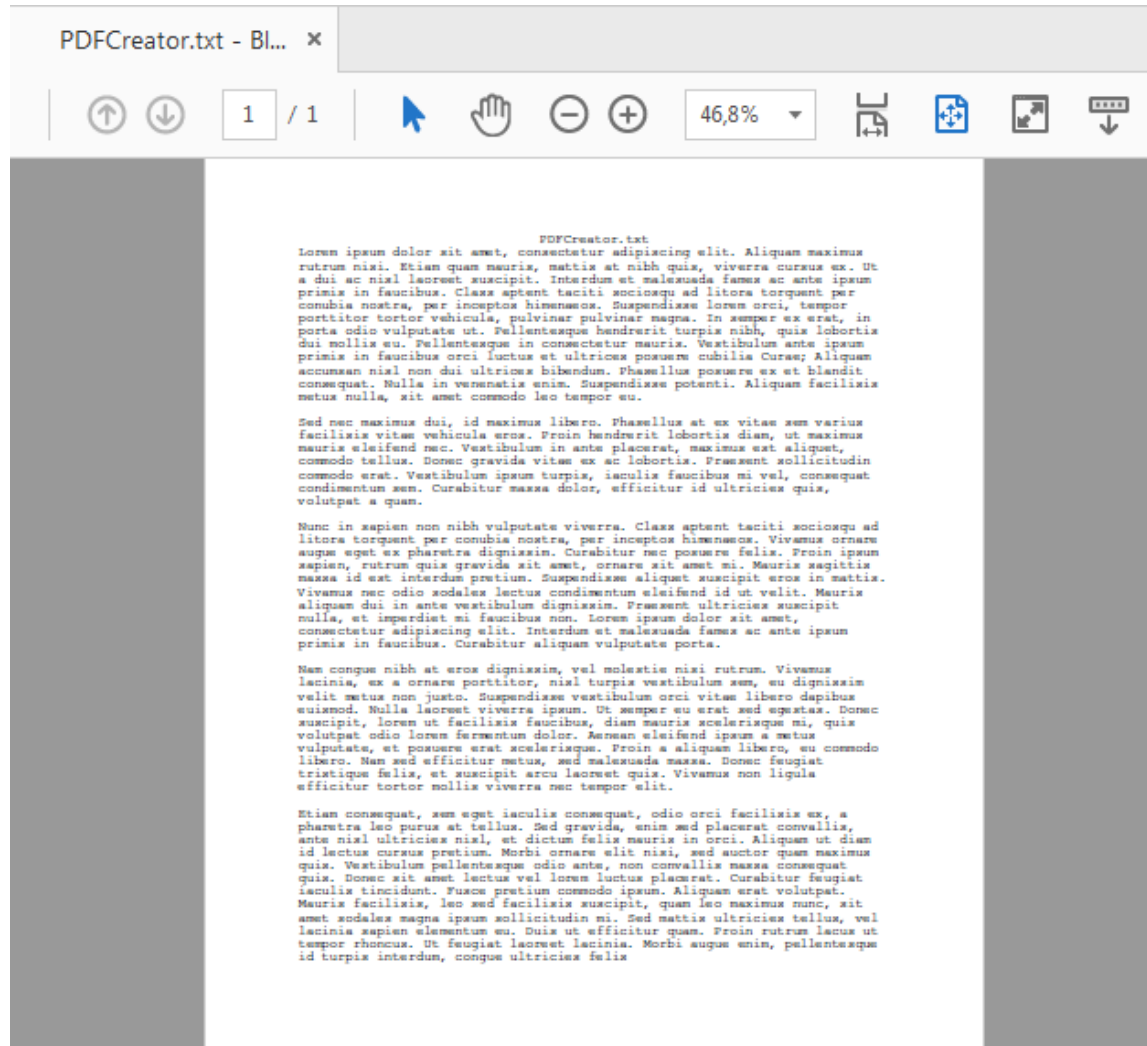 PDFCreator.txt - Bl...
1 / 1
46,8%
PDFCreator.txt
Lorem ipsum dolor sit amet, consectetur adipiscing elit. Aliquam maximus
rutrum nisi. Etiam quam mauris, mattis at nibh quis, viverra cursus ex. Ut
a dui ac nisl laoreet suscipit. Interdum et malesuada fames ac ante ipsum
primis in faucibus. Class aptent taciti sociosqu ad litora torquent per
conubia nostra, per inceptos himenaeos. Suspendisse lorem orci, tempor
porttitor tortor vehicula, pulvinar pulvinar magna. In semper ex erat, in
porta odio vulputate ut. Pellentesque hendrerit turpis nibh, quis lobortis
dui mollis eu. Pellentesque in consectetur mauris. Vestibulum ante ipsum
primis in faucibus orci luctus et ultrices posuere cubilia Curae; Aliquam
accumsan nisl non dui ultrices bibendum. Phasellus posuere ex et blandit
consequat. Nulla in venenatis enim. Suspendisse potenti. Aliquam facilisis
metus nulla, sit amet commodo leo tempor eu.
Sed nec maximus dui, id maximus libero. Phasellus at ex vitae sem varius
facilisis vitae vehicula eros. Proin hendrerit lobortis diam, ut maximus
mauris eleifend nec. Vestibulum in ante placerat, maximus est aliquet,
commodo tellus. Donec gravida vitae ex ac lobortis. Praesent sollicitudin
commodo erat. Vestibulum ipsum turpis, iaculis faucibus mi vel, consequat
condimentum sem. Curabitur massa dolor, efficitur id ultricies quis,
volutpat a quam.
Nunc in sapien non nibh vulputate viverra. Class aptent taciti sociosqu ad
litora torquent per conubia nostra, per inceptos himenaeos. Vivamus ornare
augue eget ex pharetra dignissim. Curabitur nec posuere felis. Proin ipsum
sapien, rutrum quis gravida sit amet, ornare sit amet mi. Mauris sagittis
massa id est interdum pretium. Suspendisse aliquet suscipit eros in mattis.
Vivamus nec odio sodales lectus condimentum eleifend id ut velit. Mauris
aliquam dui in ante vestibulum dignissim. Praesent ultricies suscipit
nulla, et imperdiet mi faucibus non. Lorem ipsum dolor sit amet,
consectetur adipiscing elit. Interdum et malesuada fames ac ante ipsum
primis in faucibus. Curabitur aliquam vulputate porta.
Nam congue nibh at eros dignissim, vel molestie nisi rutrum. Vivamus
lacinia, ex a ornare porttitor, nisl turpis vestibulum sem, eu dignissim
velit metus non justo. Suspendisse vestibulum orci vitae libero dapibus
euismod. Nulla laoreet viverra ipsum. Ut semper eu erat sed egestas. Donec
suscipit, lorem ut facilisis faucibus, diam mauris scelerisque mi, quis
volutpat odio lorem fermentum dolor. Aenean eleifend ipsum a metus
vulputate, et posuere erat scelerisque. Proin a aliquam libero, eu commodo
libero. Nam sed efficitur metus, sed malesuada massa. Donec feugiat
tristique felis, et suscipit arcu laoreet quis. Vivamus non ligula
efficitur tortor mollis viverra nec tempor elit.
Etiam consequat, sem eget iaculis consequat, odio orci facilisis ex, a
pharetra leo purus at tellus. Sed gravida, enim sed placerat convallis,
ante nisl ultricies nisl, et dictum felis mauris in orci. Aliquam ut diam
id lectus cursus pretium. Morbi ornare elit nisi, sed auctor quam maximus
quis. Vestibulum pellentesque odio ante, non convallis massa consequat
quis. Donec sit amet lectus vel lorem luctus placerat. Curabitur feugiat
iaculis tincidunt. Fusce pretium commodo ipsum. Aliquam erat volutpat.
Mauris facilisis, leo sed facilisis suscipit, quam leo maximus nunc, sit
amet sodales magna ipsum sollicitudin mi. Sed mattis ultricies tellus, vel
lacinia sapien elementum eu. Duis ut efficitur quam. Proin rutrum lacus ut
tempor rhoncus. Ut feugiat laoreet lacinia. Morbi augue enim, pellentesque
id turpis interdum, congue ultricies felis